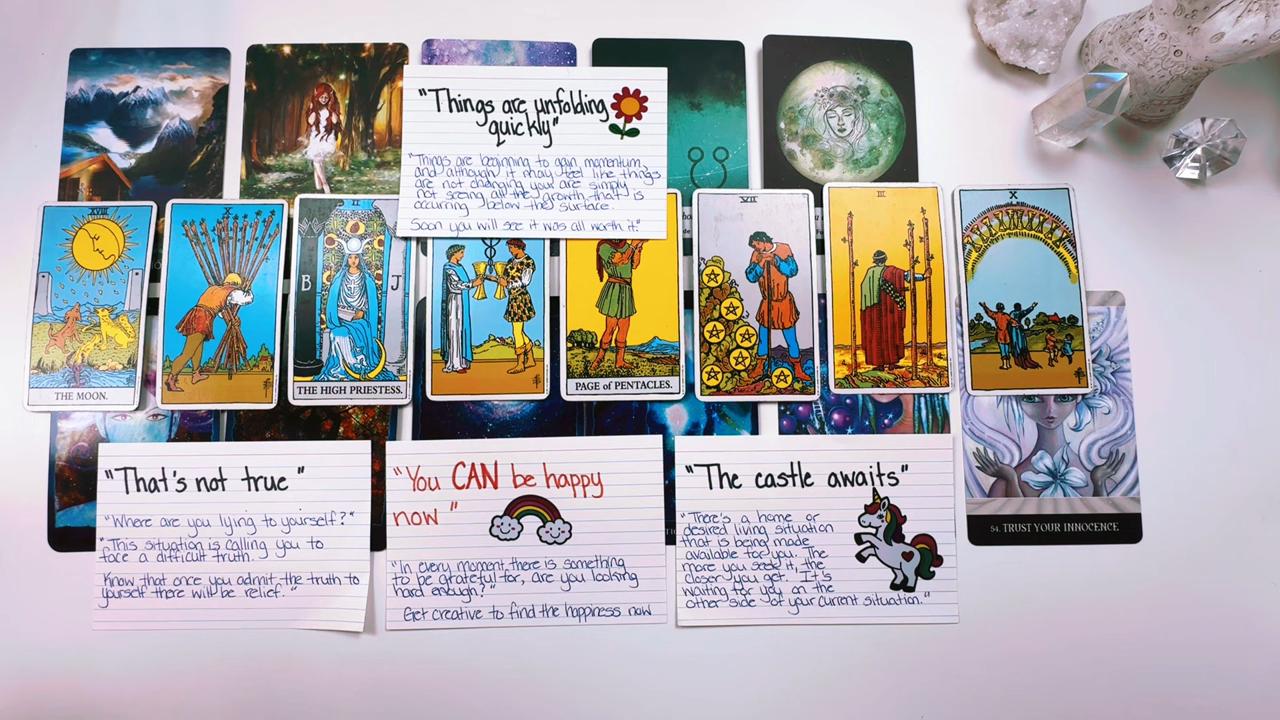 "Things are unfolding
quickly"
"Things are beginning to gain momentum,
and although it may feel like things
are not changing your are simply
not seeing all the growth that is
occurring below the surface.
Soon you will see it was all worth it."
XVIII
THE MOON.
X
II
B
J
THE HIGH PRIESTESS.
PAGE of PENTACLES.
VII
III
X
"That's not true"
"Where are you lying to yourself?"
"This situation is calling you to
face a difficult truth.
Know that once you admit the truth to
yourself there will be relief."
"You CAN be happy
now"
"In every moment there is something
to be grateful for, are you looking
hard enough?"
Get creative to find the happiness now
"The castle awaits"
"There's a home or
desired living situation
that is being made
available for you. The
more you seek it, the
closer you get. It's
waiting for you on the
other side of your current situation."
54. TRUST YOUR INNOCENCE